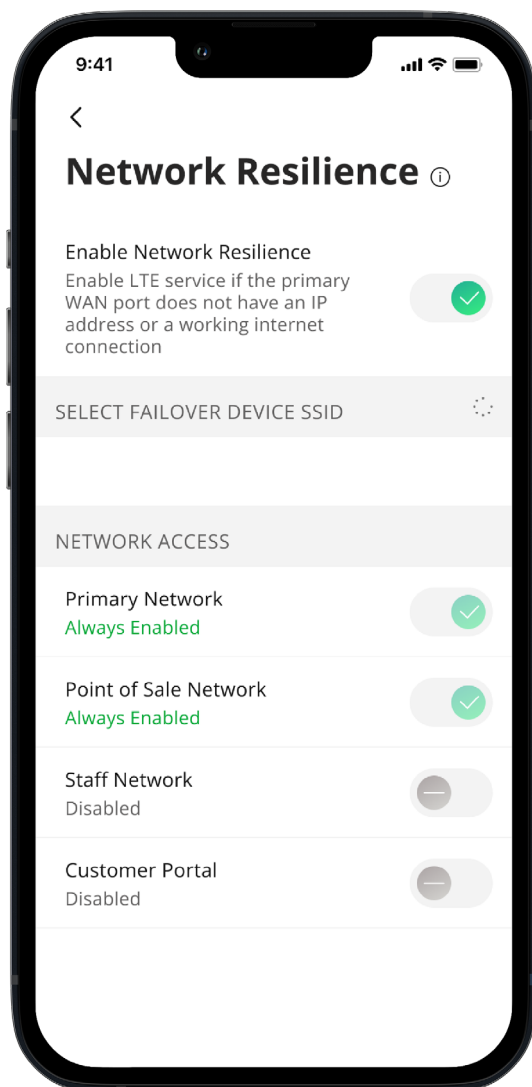 9:41
Network Resilience
Enable Network Resilience
Enable LTE service if the primary
WAN port does not have an IP
address or a working internet
connection
SELECT FAILOVER DEVICE SSID
NETWORK ACCESS
Primary Network
Always Enabled
Point of Sale Network
Always Enabled
Staff Network
Disabled
Customer Portal
Disabled